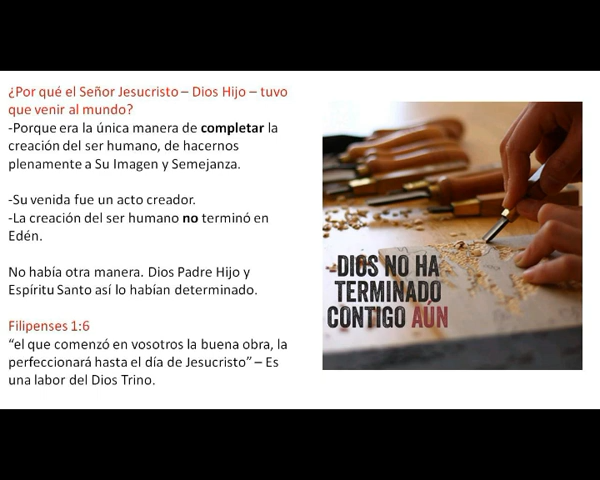 ¿Por qué el Señor Jesucristo – Dios Hijo – tuvo
que venir al mundo?
-Porque era la única manera de completar la
creación del ser humano, de hacernos
plenamente a Su Imagen y Semejanza.
-Su venida fue un acto creador.
-La creación del ser humano no terminó en
Edén.
No había otra manera. Dios Padre Hijo y
Espíritu Santo así lo habían determinado.
Filipenses 1:6
“el que comenzó en vosotros la buena obra, la
perfeccionará hasta el día de Jesucristo” – Es
una labor del Dios Trino.
DIOS NO HA
TERMINADO
CONTIGO AÚN